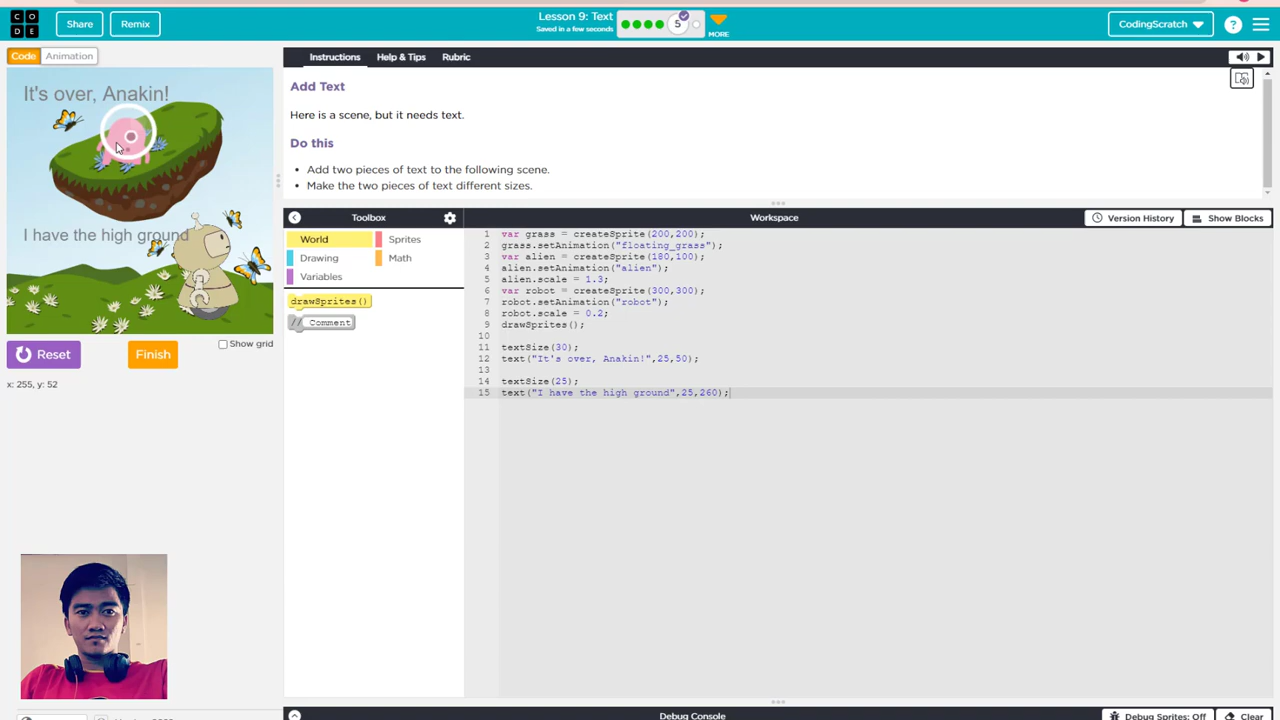 CO
DE
Share
Remix
Lesson 9: Text
Saved in a few seconds
5
MORE
CodingScratch
?
Code
Animation
Instructions
Help & Tips
Rubric
It's over, Anakin!
I have the high ground
Add Text
Here is a scene, but it needs text.
Do this
Add two pieces of text to the following scene.
Make the two pieces of text different sizes.
Toolbox
Workspace
Version History
Show Blocks
World
Sprites
Drawing
Math
Variables
drawSprites()
// Comment
1 var grass = createSprite(200,200);
2 grass.setAnimation("floating_grass");
3 var alien = createSprite(180,100);
4 alien.setAnimation("alien");
5 alien.scale = 1.3;
6 var robot = createSprite(300,300);
7 robot.setAnimation("robot");
8 robot.scale = 0.2;
9 drawSprites();
10
11 textSize(30);
12 text("It's over, Anakin!",25,50);
13
14 textSize(25);
15 text("I have the high ground",25,260);
Reset
Finish
Show grid
x: 255, y: 52
Debug Console
Debug Sprites: Off
Clear